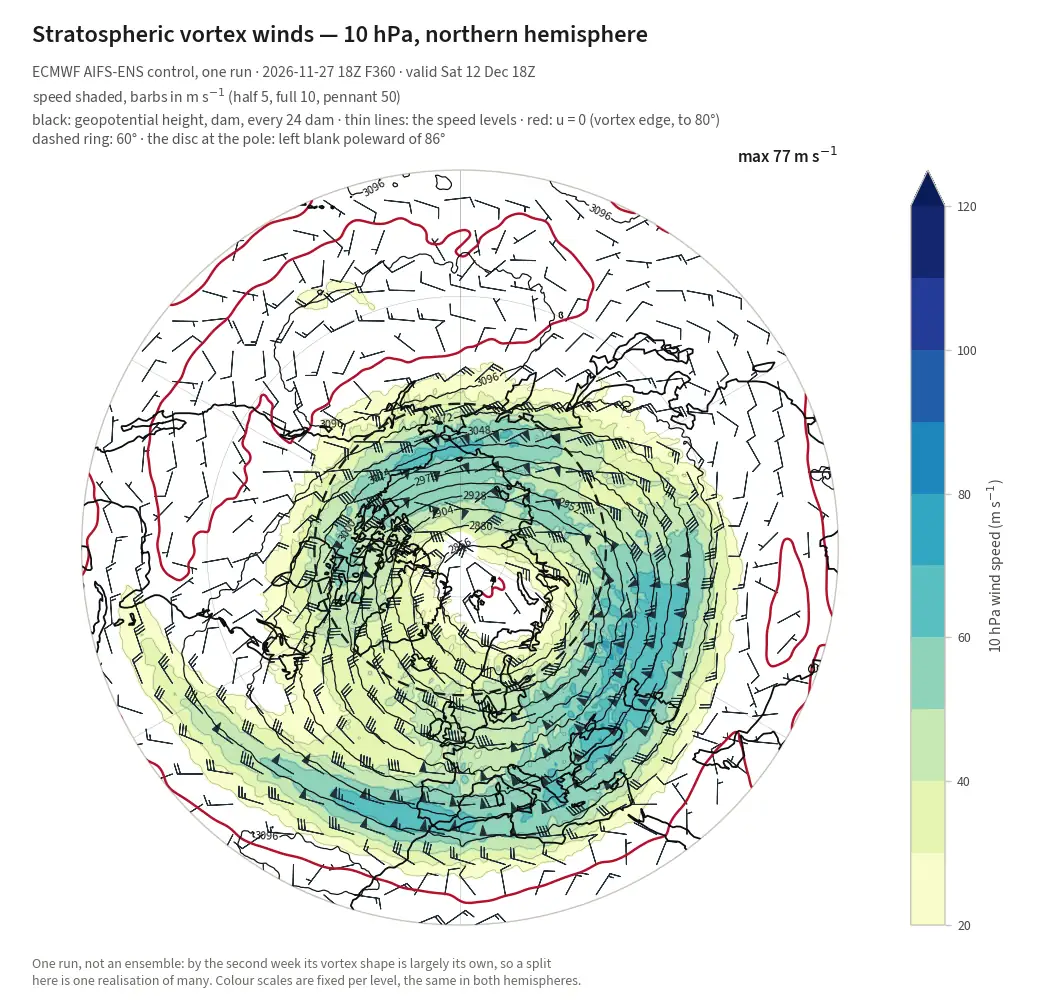 Stratospheric vortex winds — 10 hPa, northern hemisphere
ECMWF AIFS-ENS control, one run · 2026-11-27 18Z F360 · valid Sat 12 Dec 18Z
speed shaded, barbs in m s−1 (half 5, full 10, pennant 50)
black: geopotential height, dam, every 24 dam · thin lines: the speed levels · red: u = 0 (vortex edge, to 80°)
dashed ring: 60° · the disc at the pole: left blank poleward of 86°
max 77 m s−1
3096
3096
3096
3096
3072
3048
2928
2904
2880
2856
3096
120
100
80
60
40
20
10 hPa wind speed (m s−1)
One run, not an ensemble: by the second week its vortex shape is largely its own, so a split
here is one realisation of many. Colour scales are fixed per level, the same in both hemispheres.